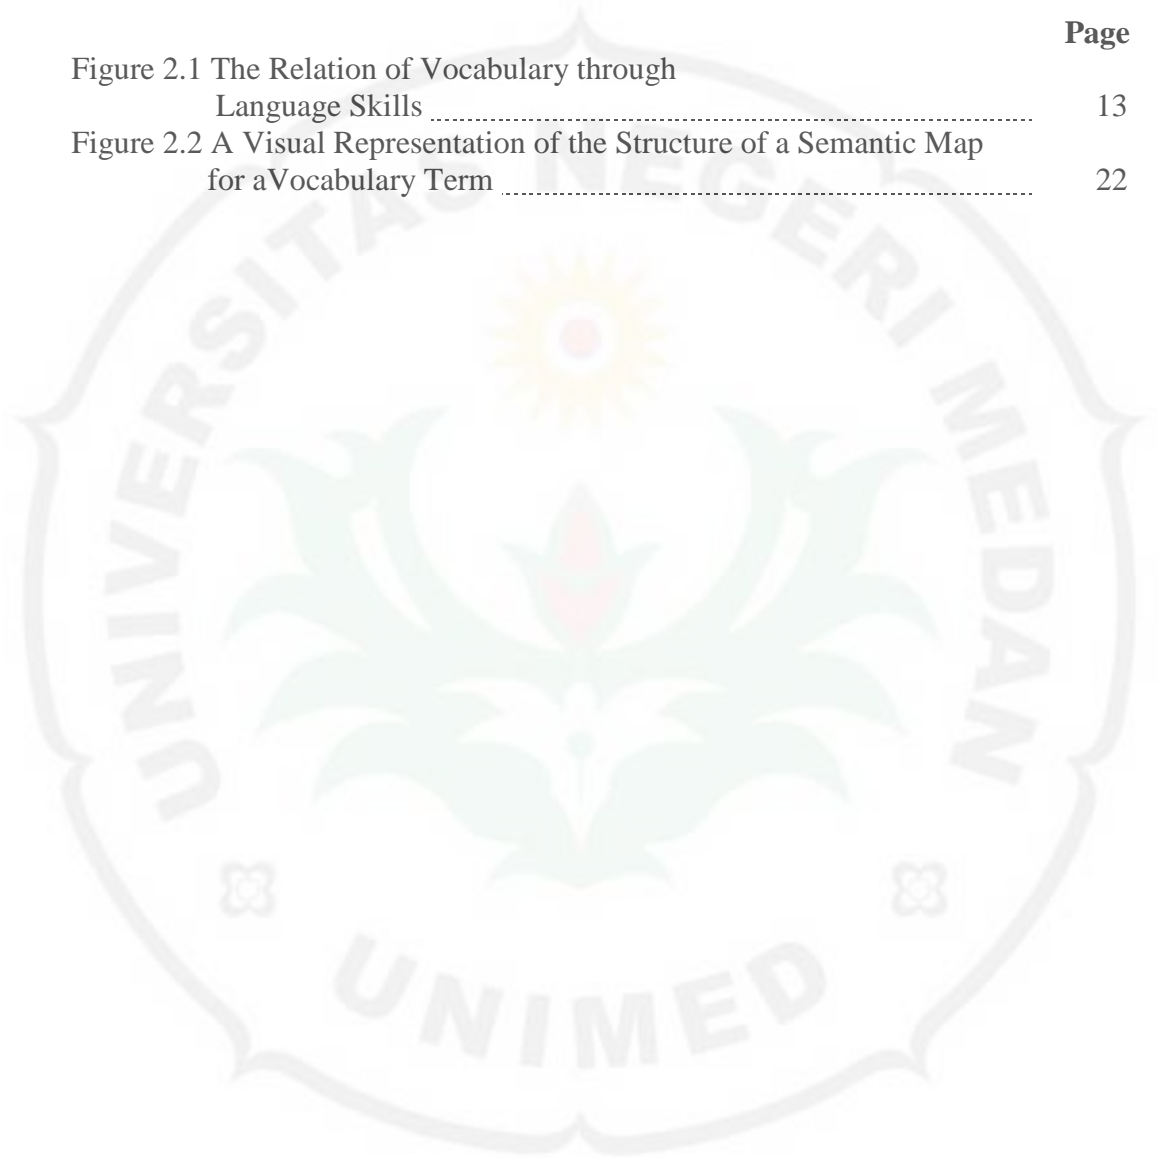 Page
Figure 2.1 The Relation of Vocabulary through
Language Skills 13
Figure 2.2 A Visual Representation of the Structure of a Semantic Map
for aVocabulary Term 22
UNIVERSITAS NEGERI MEDAN
UNIMED